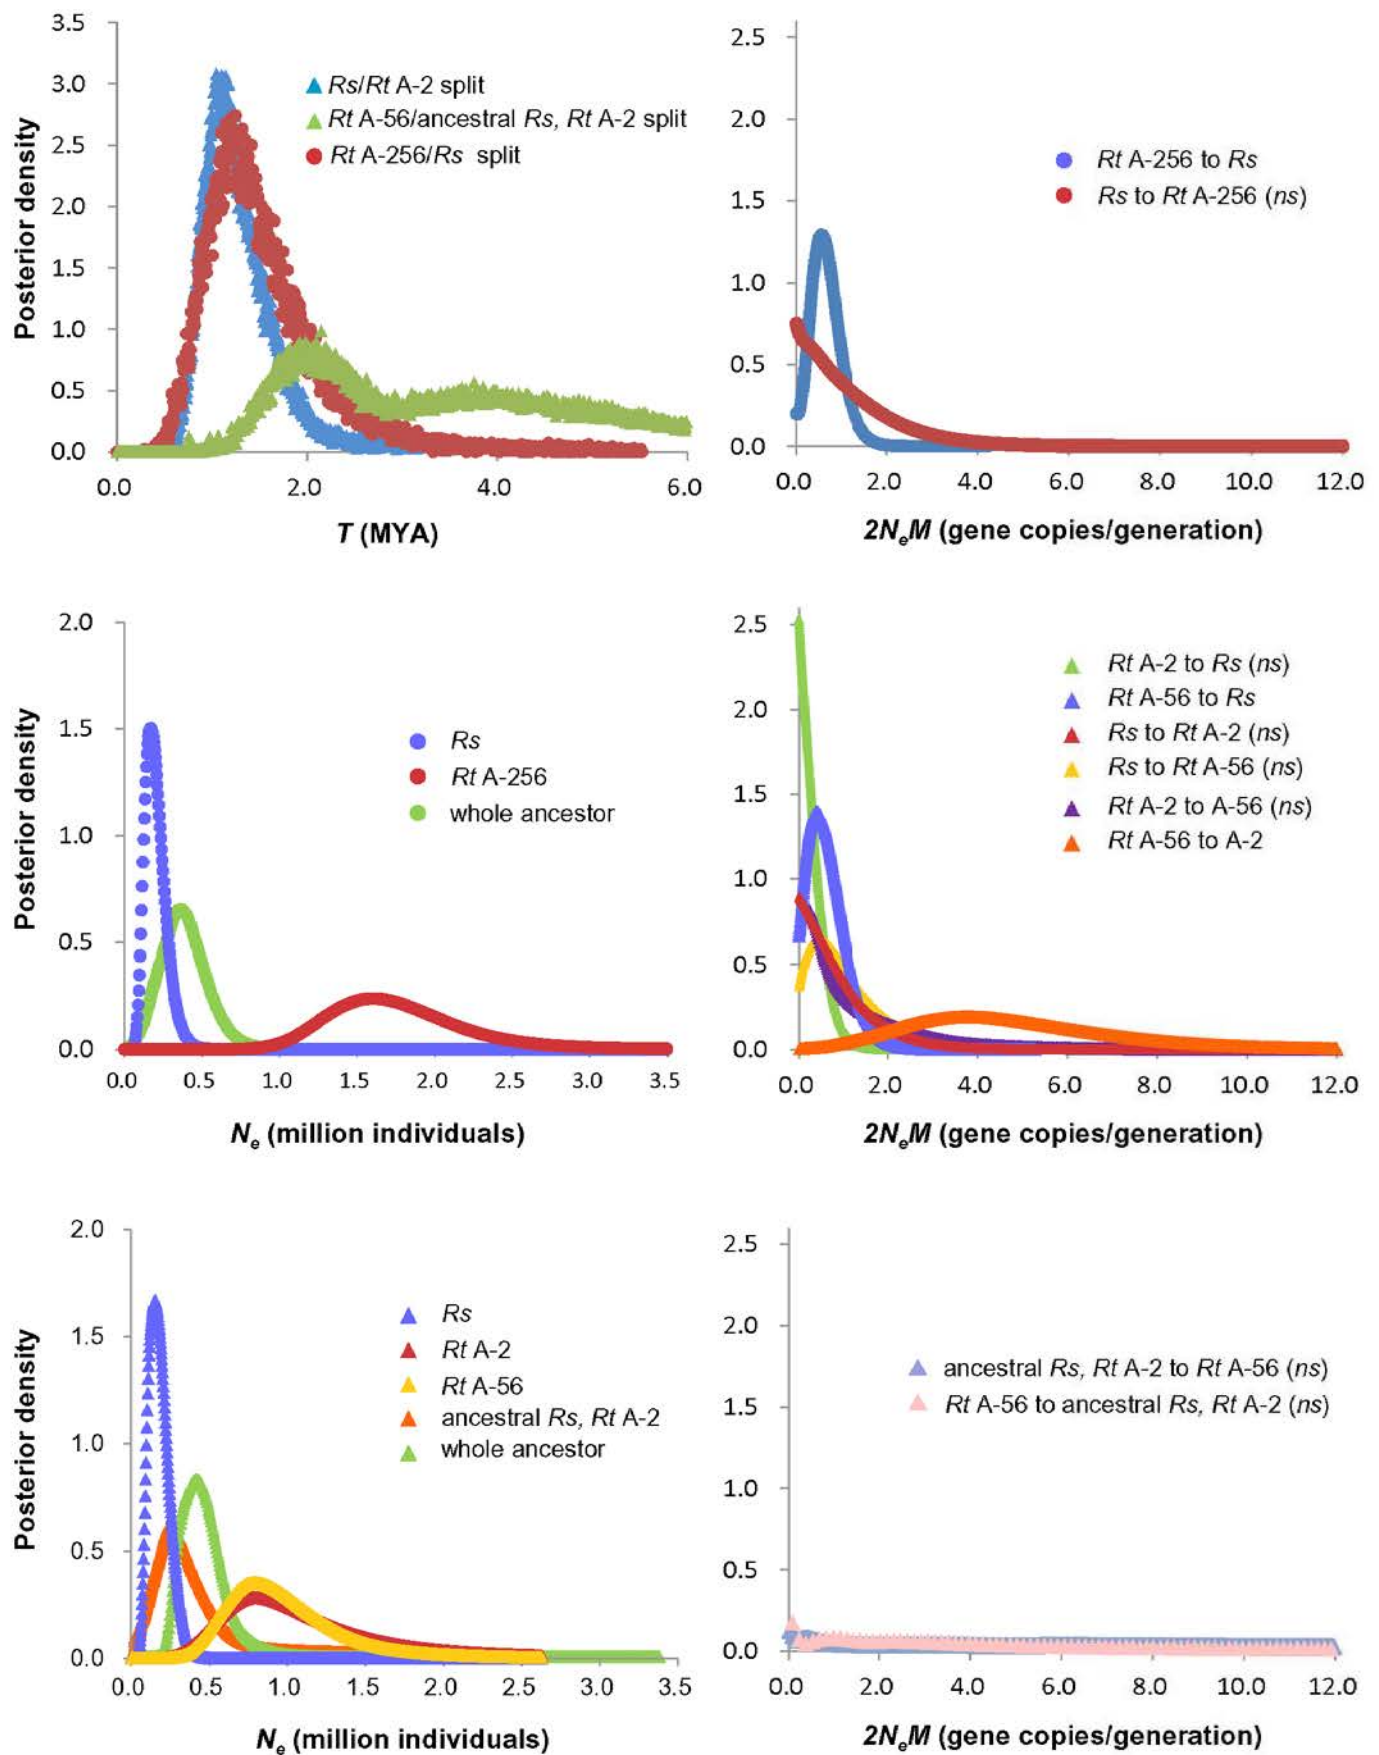 Posterior density
3.5
3.0
2.5
2.0
1.5
1.0
0.5
0.0
0.0 2.0 4.0 6.0
T (MYA)
Rs/Rt A-2 split
Rt A-56/ancestral Rs, Rt A-2 split
Rt A-256/Rs split
2.5
2.0
1.5
1.0
0.5
0.0
0.0 2.0 4.0 6.0 8.0 10.0 12.0
2NeM (gene copies/generation)
Rt A-256 to Rs
Rs to Rt A-256 (ns)
Posterior density
2.0
1.5
1.0
0.5
0.0
0.0 0.5 1.0 1.5 2.0 2.5 3.0 3.5
Ne (million individuals)
Rs
Rt A-256
whole ancestor
2.5
2.0
1.5
1.0
0.5
0.0
0.0 2.0 4.0 6.0 8.0 10.0 12.0
2NeM (gene copies/generation)
Rt A-2 to Rs (ns)
Rt A-56 to Rs
Rs to Rt A-2 (ns)
Rs to Rt A-56 (ns)
Rt A-2 to A-56 (ns)
Rt A-56 to A-2
Posterior density
2.0
1.5
1.0
0.5
0.0
0.0 0.5 1.0 1.5 2.0 2.5 3.0 3.5
Ne (million individuals)
Rs
Rt A-2
Rt A-56
ancestral Rs, Rt A-2
whole ancestor
2.5
2.0
1.5
1.0
0.5
0.0
0.0 2.0 4.0 6.0 8.0 10.0 12.0
2NeM (gene copies/generation)
ancestral Rs, Rt A-2 to Rt A-56 (ns)
Rt A-56 to ancestral Rs, Rt A-2 (ns)